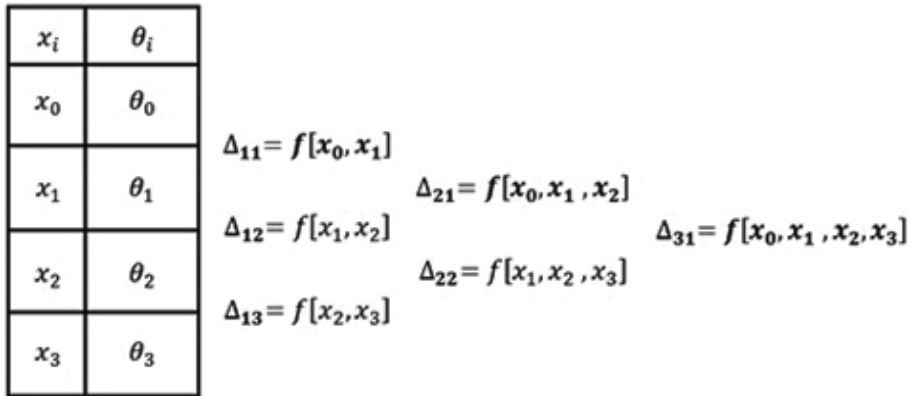 xᵢ θᵢ
x₀ θ₀
Δ₁₁= f[x₀,x₁]
x₁ θ₁ Δ₂₁= f[x₀,x₁ ,x₂]
Δ₁₂= f[x₁,x₂] Δ₃₁= f[x₀,x₁ ,x₂,x₃]
x₂ θ₂ Δ₂₂= f[x₁,x₂ ,x₃]
Δ₁₃= f[x₂,x₃]
x₃ θ₃